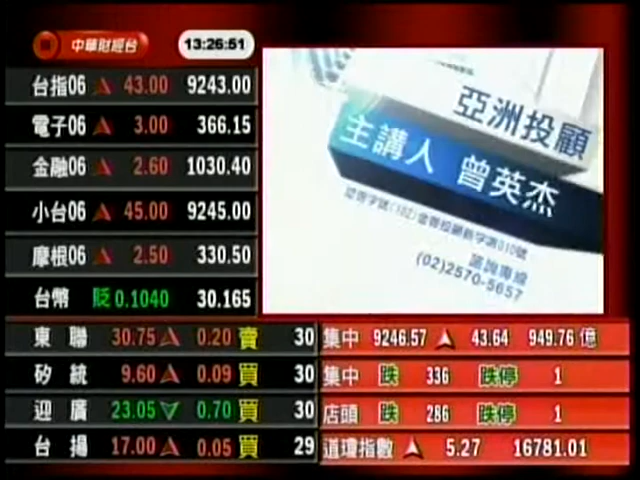 中華財經台
13:26:51
台指06 43.00 9243.00
電子06 3.00 366.15
金融06 2.60 1030.40
小台06 45.00 9245.00
摩根06 2.50 330.50
台幣 貶 0.1040 30.165
亞洲投顧
主講人 曾英杰
諮詢專線
(02)2570-5657
東聯 30.75 0.20 賣 30
矽統 9.60 0.09 買 30
迎廣 23.05 0.70 買 30
台揚 17.00 0.05 買 29
集中 9246.57 43.64 949.76億
集中 跌 336 跌停 1
店頭 跌 286 跌停 1
道瓊指數 5.27 16781.01